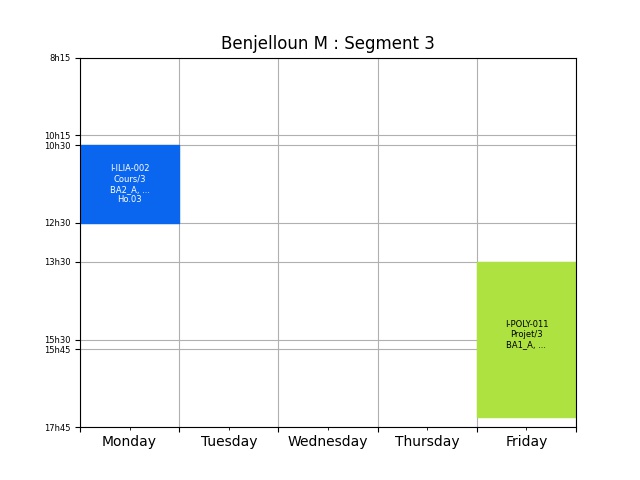 Benjelloun M : Segment 3
8h15
10h15
10h30
I-ILIA-002
Cours/3
BA2_A, ...
Ho.03
12h30
13h30
I-POLY-011
Projet/3
BA1_A, ...
15h30
15h45
17h45
Monday Tuesday Wednesday Thursday Friday